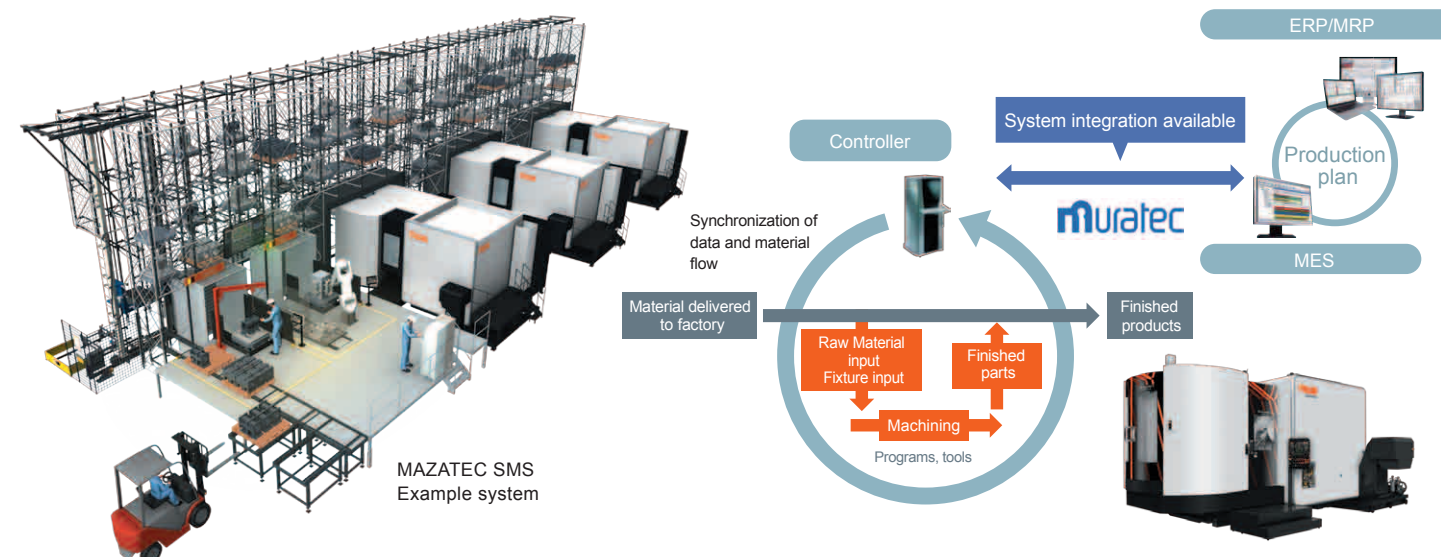 ERP/MRP
System integration available
Controller
Production
plan
muratec
MES
Synchronization of
data and material
flow
Material delivered
to factory
Finished
products
Raw Material
input
Fixture input
Finished
parts
Machining
Programs, tools
MAZATEC SMS
Example system